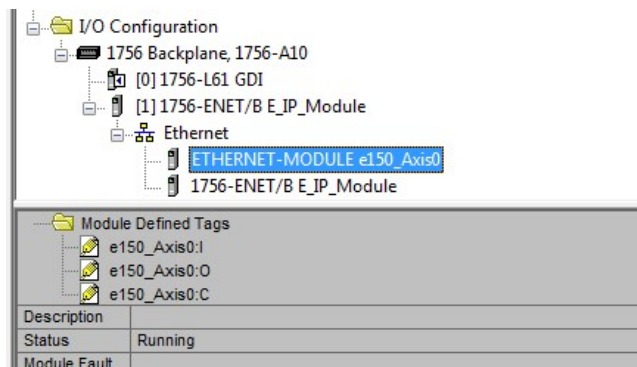 I/O Configuration
1756 Backplane, 1756-A10
[0] 1756-L61 GDI
[1] 1756-ENET/B E_IP_Module
Ethernet
ETHERNET-MODULE e150_Axis0
1756-ENET/B E_IP_Module
Module Defined Tags
e150_Axis0:I
e150_Axis0:O
e150_Axis0:C
Description
Status Running
Module Fault